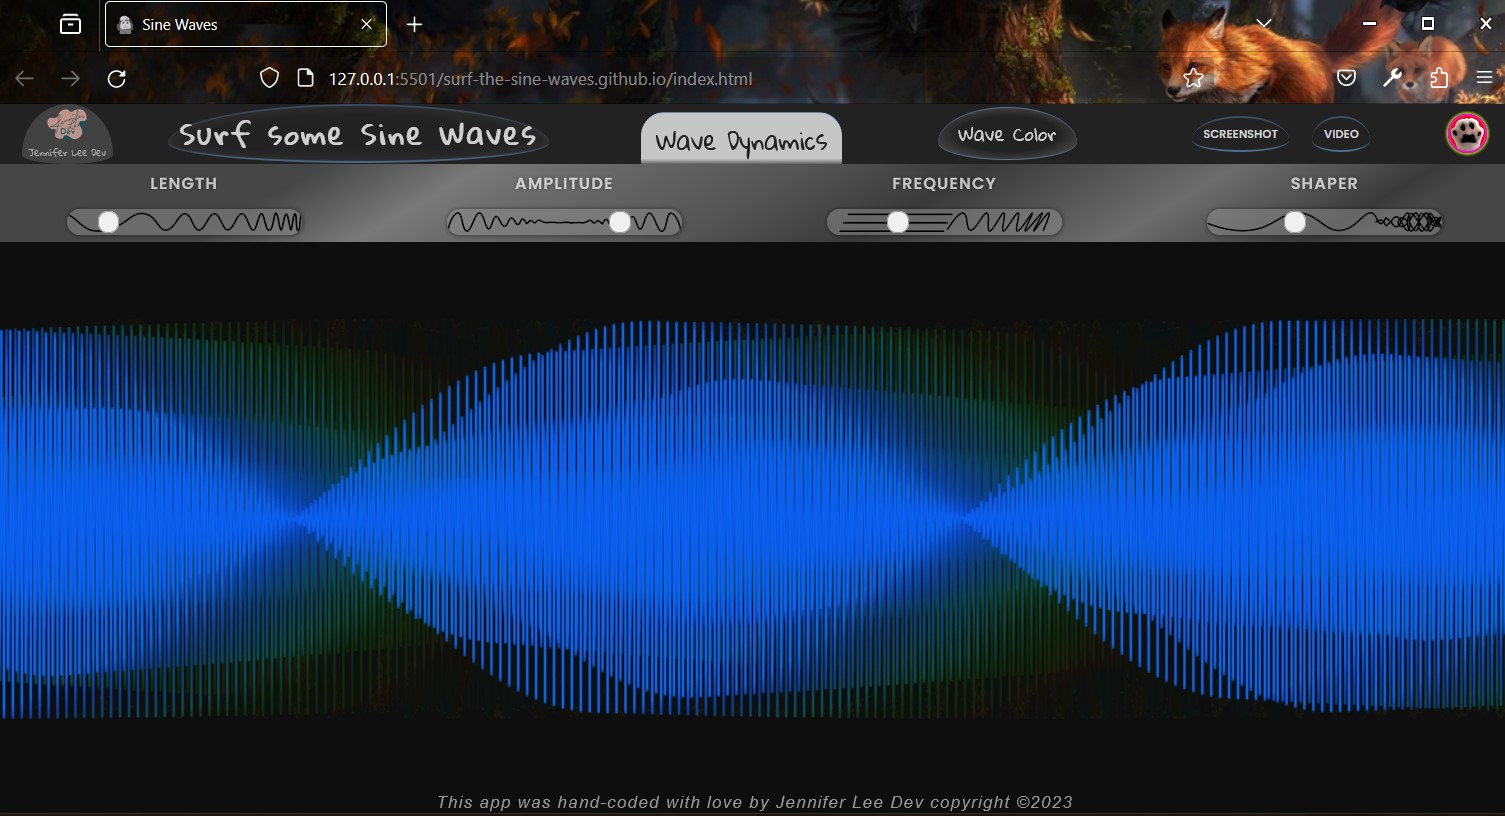 Sine Waves
127.0.0.1:5501/surf-the-sine-waves.github.io/index.html
Dev
Jennifer Lee Dev
Surf some Sine Waves
Wave Dynamics
Wave Color
SCREENSHOT
VIDEO
LENGTH
AMPLITUDE
FREQUENCY
SHAPER
This app was hand-coded with love by Jennifer Lee Dev copyright ©2023